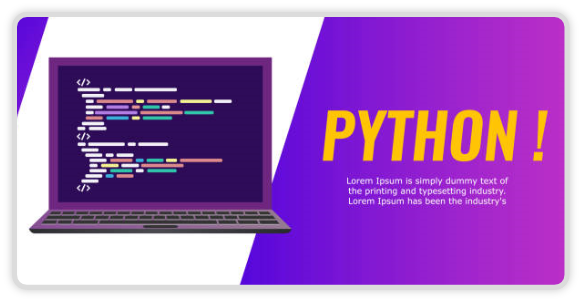 </>
</>
</>
PYTHON !
Lorem Ipsum is simply dummy text of
the printing and typesetting industry.
Lorem Ipsum has been the industry's